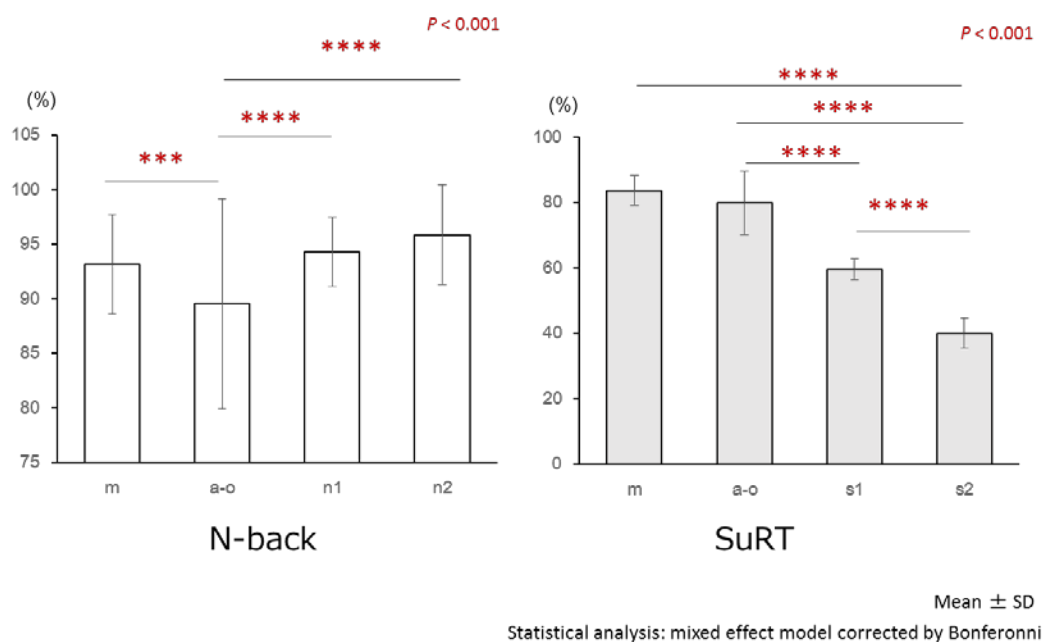 P < 0.001
****
(%)
****
***
105
100
95
90
85
80
75
m a-o n1 n2
N-back
P < 0.001
****
(%)
****
****
****
100
80
60
40
20
0
m a-o s1 s2
SuRT
Mean ± SD
Statistical analysis: mixed effect model corrected by Bonferonni